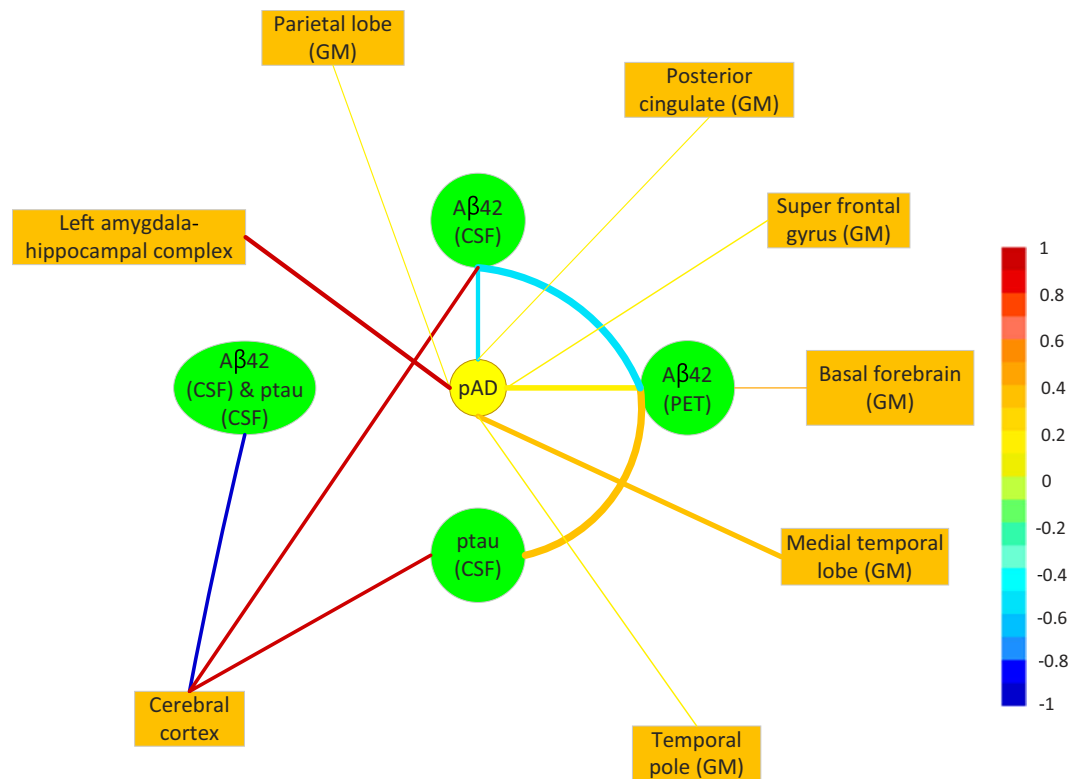 Parietal lobe
(GM)
Posterior
cingulate (GM)
Aβ42
(CSF)
Super frontal
gyrus (GM)
Left amygdala-
hippocampal complex
Aβ42
(CSF) & ptau
(CSF)
pAD
Aβ42
(PET)
Basal forebrain
(GM)
ptau
(CSF)
Medial temporal
lobe (GM)
Cerebral
cortex
Temporal
pole (GM)
1
0.8
0.6
0.4
0.2
0
-0.2
-0.4
-0.6
-0.8
-1